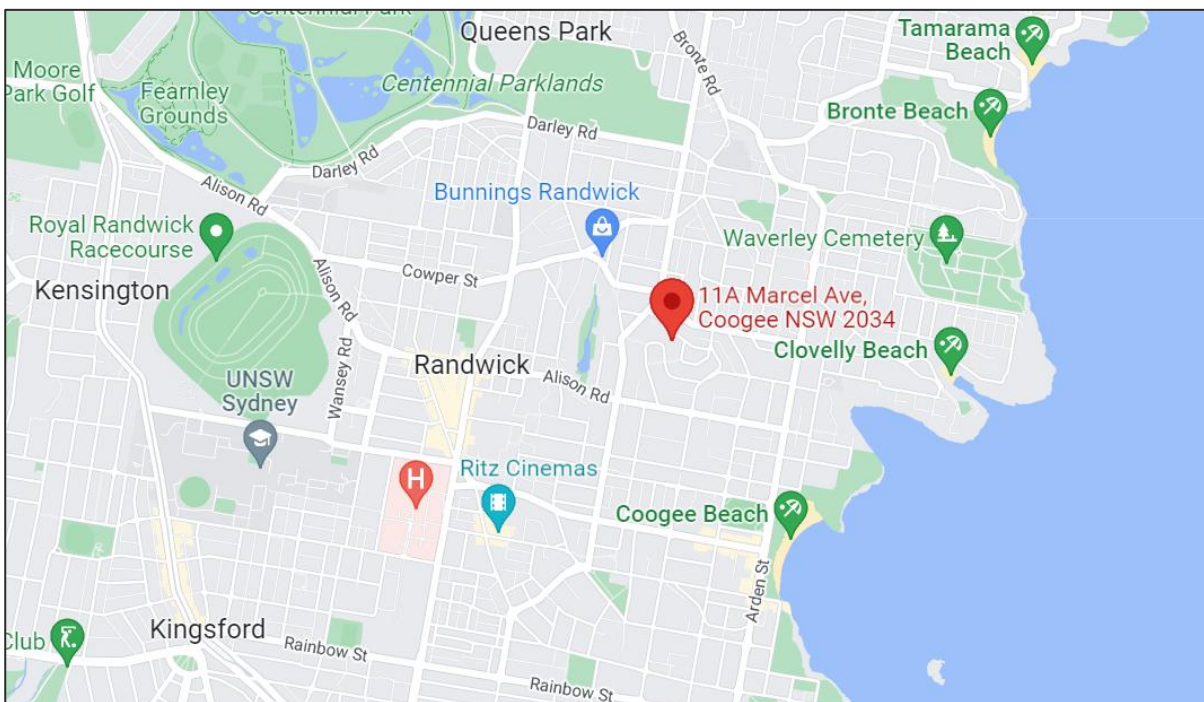 Centennial Park
Queens Park
Tamarama
Beach
Moore
Park Golf
Fearnley
Grounds
Centennial Parklands
Bronte Rd
Bronte Beach
Darley Rd
Darley Rd
Alison Rd
Bunnings Randwick
Royal Randwick
Racecourse
Waverley Cemetery
Cowper St
Kensington
Alison Rd
11A Marcel Ave,
Coogee NSW 2034
Clovelly Beach
Wansey Rd
Randwick
Alison Rd
UNSW
Sydney
H
Ritz Cinemas
Coogee Beach
Arden St
Kingsford
Club
Rainbow St
Rainbow St